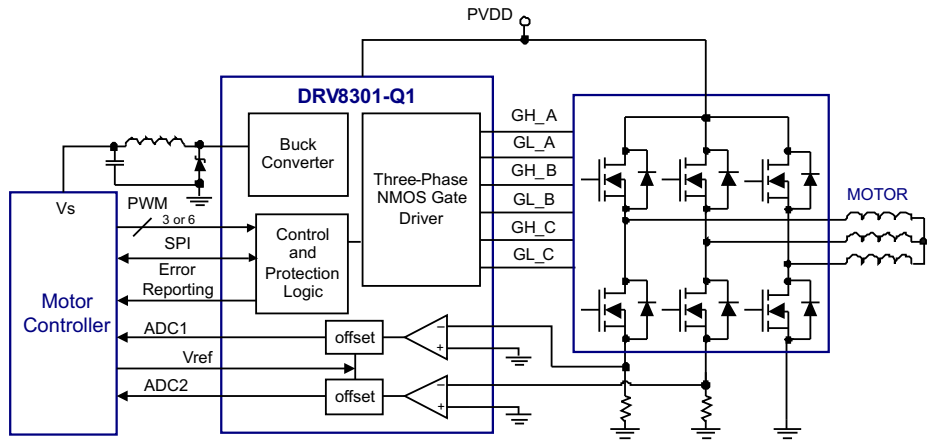 PVDD
DRV8301-Q1
Buck
Converter
Three-Phase
NMOS Gate
Driver
GH_A
GL_A
GH_B
GL_B
GH_C
GL_C
MOTOR
Vs
PWM
3 or 6
SPI
Error
Reporting
Control
and
Protection
Logic
Motor
Controller
ADC1
Vref
ADC2
offset
offset
−
+
−
+